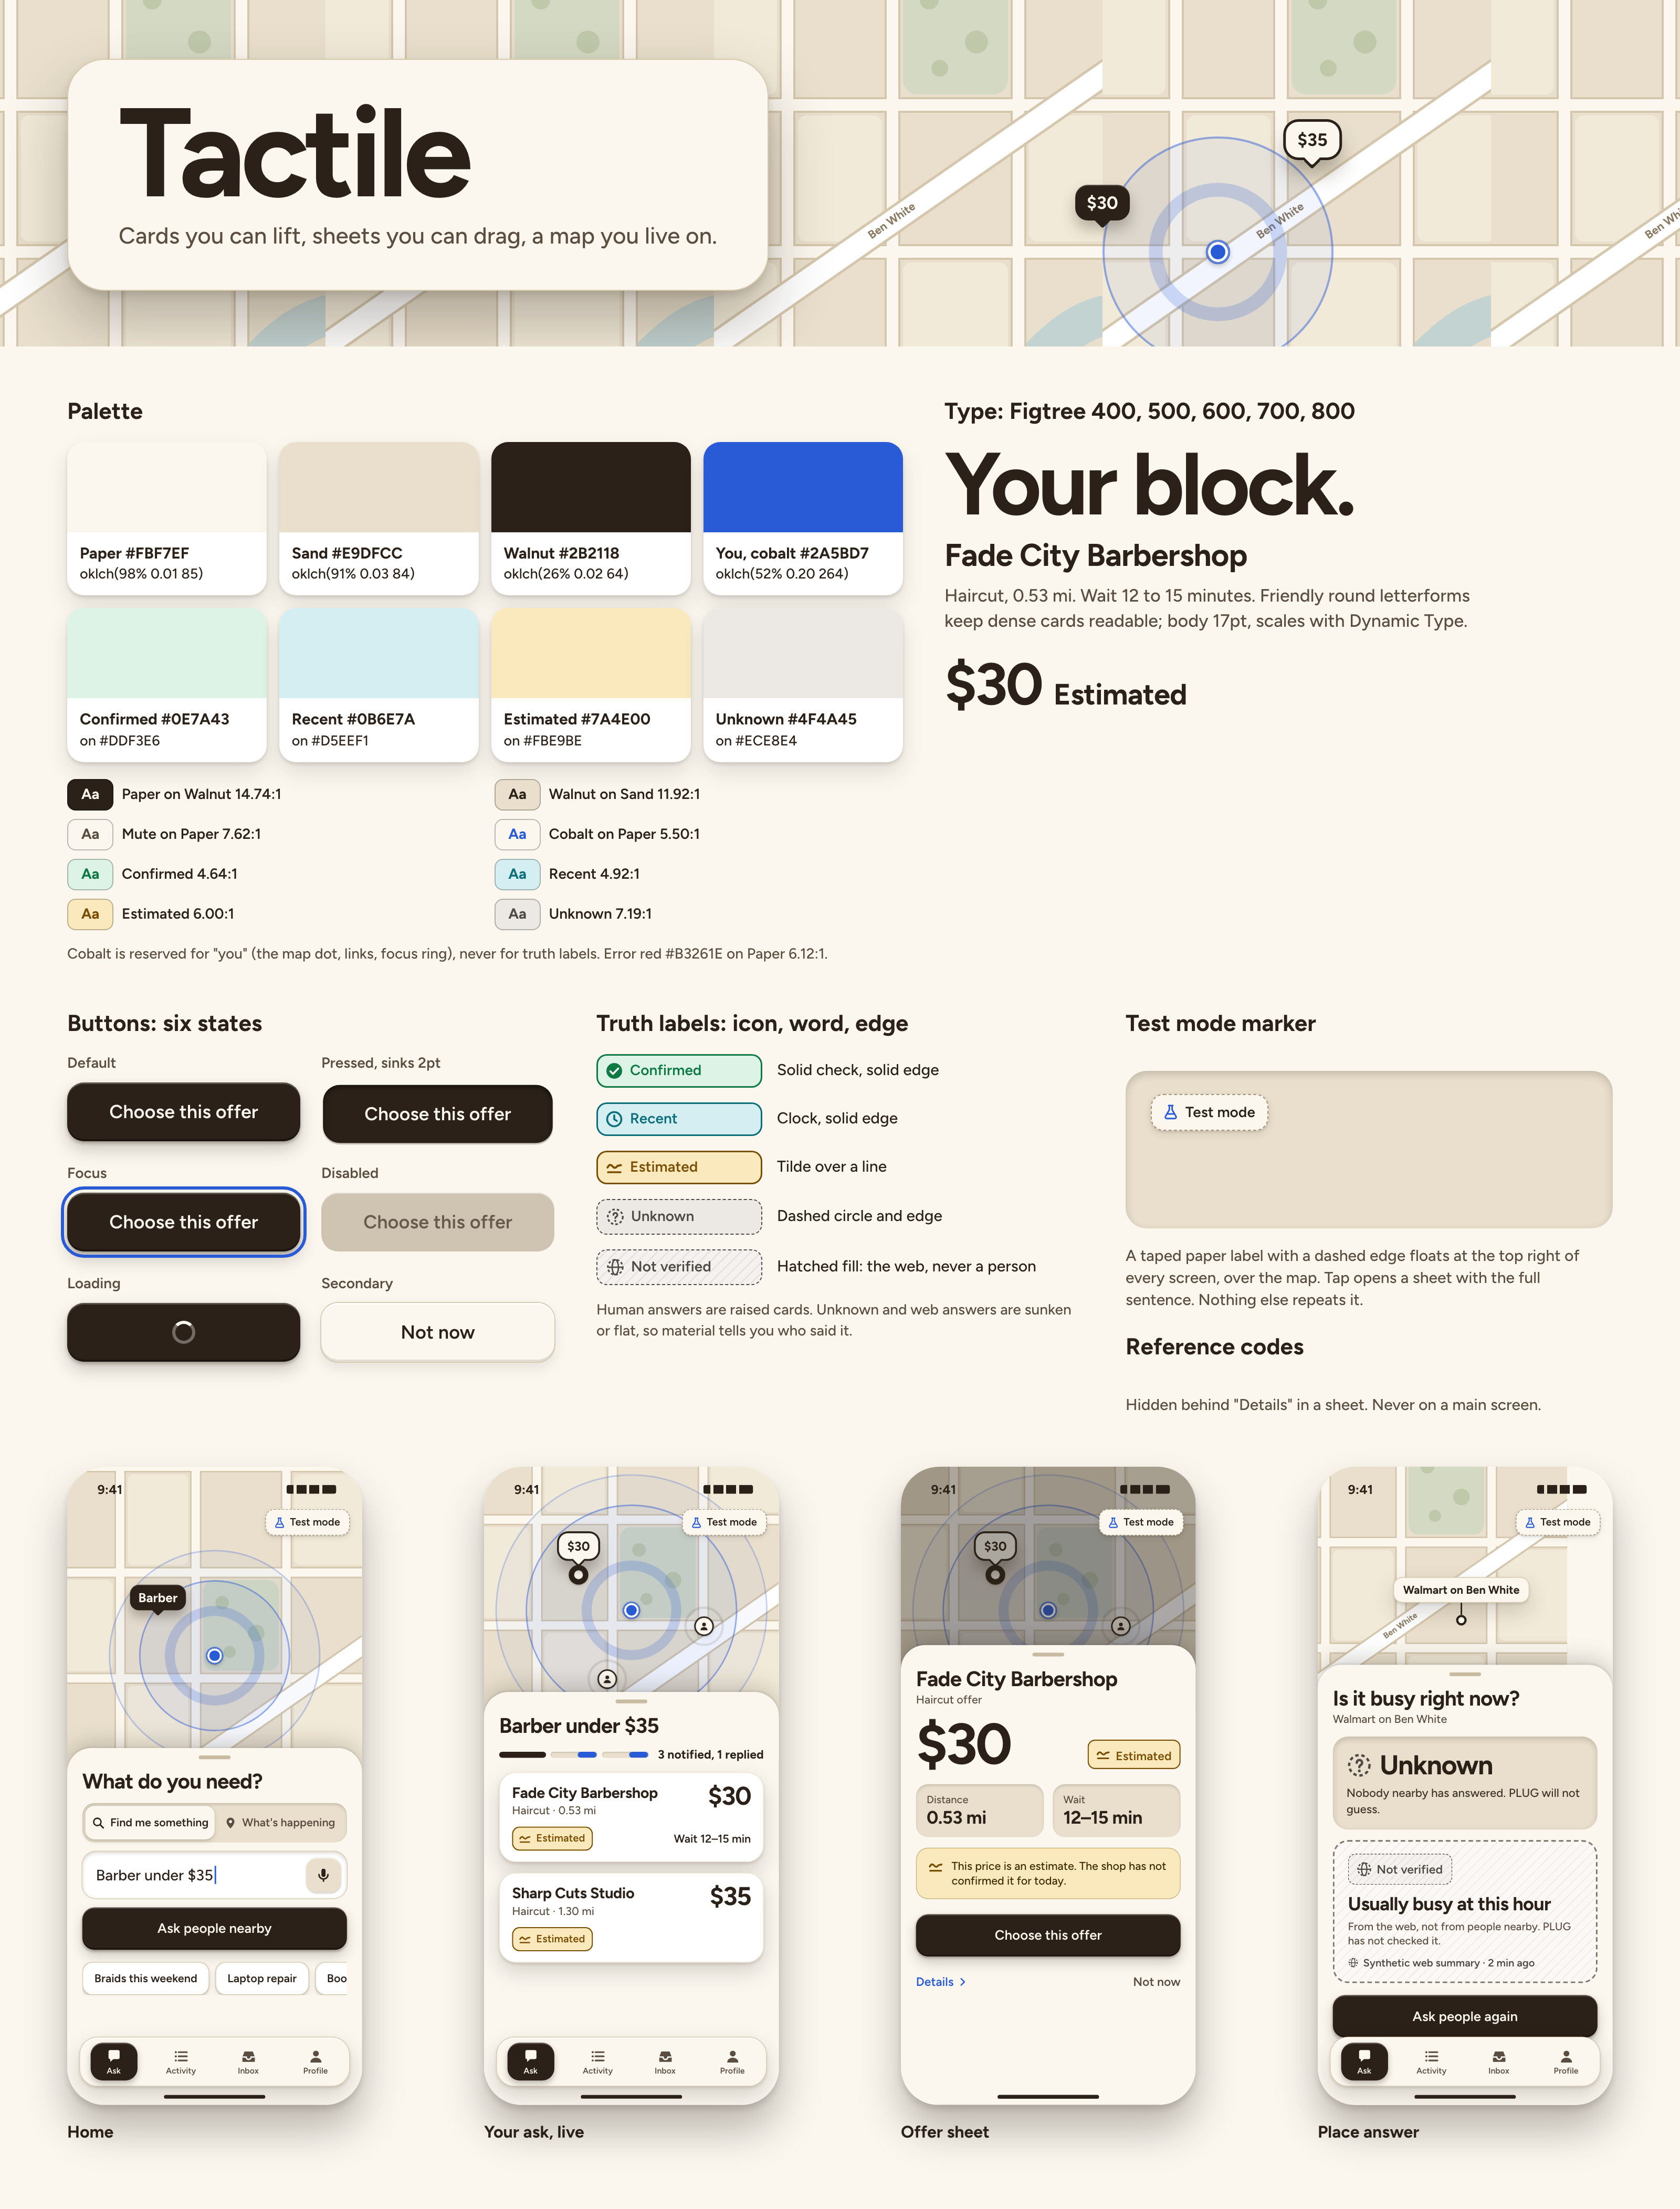 Tactile
Cards you can lift, sheets you can drag, a map you live on.
Ben White
$30
$35
Ben White
Ben Whi
Palette
Paper #FBF7EF
oklch(98% 0.01 85)
Sand #E9DFCC
oklch(91% 0.03 84)
Walnut #2B2118
oklch(26% 0.02 64)
You, cobalt #2A5BD7
oklch(52% 0.20 264)
Confirmed #0E7A43
on #DDF3E6
Recent #0B6E7A
on #D5EEF1
Estimated #7A4E00
on #FBE9BE
Unknown #4F4A45
on #ECE8E4
Aa Paper on Walnut 14.74:1
Aa Walnut on Sand 11.92:1
Aa Mute on Paper 7.62:1
Aa Cobalt on Paper 5.50:1
Aa Confirmed 4.64:1
Aa Recent 4.92:1
Aa Estimated 6.00:1
Aa Unknown 7.19:1
Cobalt is reserved for "you" (the map dot, links, focus ring), never for truth labels. Error red #B3261E on Paper 6.12:1.
Type: Figtree 400, 500, 600, 700, 800
Your block.
Fade City Barbershop
Haircut, 0.53 mi. Wait 12 to 15 minutes. Friendly round letterforms
keep dense cards readable; body 17pt, scales with Dynamic Type.
$30 Estimated
Buttons: six states
Default
Choose this offer
Pressed, sinks 2pt
Choose this offer
Focus
Choose this offer
Disabled
Choose this offer
Loading
Secondary
Not now
Truth labels: icon, word, edge
Confirmed Solid check, solid edge
Recent Clock, solid edge
Estimated Tilde over a line
Unknown Dashed circle and edge
Not verified Hatched fill: the web, never a person
Human answers are raised cards. Unknown and web answers are sunken
or flat, so material tells you who said it.
Test mode marker
Test mode
A taped paper label with a dashed edge floats at the top right of
every screen, over the map. Tap opens a sheet with the full
sentence. Nothing else repeats it.
Reference codes
Hidden behind "Details" in a sheet. Never on a main screen.
9:41
Test mode
Barber
What do you need?
Find me something
What's happening
Barber under $35
Ask people nearby
Braids this weekend
Laptop repair
Boo
Ask
Activity
Inbox
Profile
Home
9:41
Test mode
$30
Barber under $35
3 notified, 1 replied
Fade City Barbershop
$30
Haircut · 0.53 mi
Estimated
Wait 12–15 min
Sharp Cuts Studio
$35
Haircut · 1.30 mi
Estimated
Ask
Activity
Inbox
Profile
Your ask, live
9:41
Test mode
$30
Fade City Barbershop
Haircut offer
$30
Estimated
Distance
0.53 mi
Wait
12–15 min
This price is an estimate. The shop has not
confirmed it for today.
Choose this offer
Details
Not now
Offer sheet
9:41
Test mode
Walmart on Ben White
Ben White
Is it busy right now?
Walmart on Ben White
Unknown
Nobody nearby has answered. PLUG will not
guess.
Not verified
Usually busy at this hour
From the web, not from people nearby. PLUG
has not checked it.
Synthetic web summary · 2 min ago
Ask people again
Ask
Activity
Inbox
Profile
Place answer